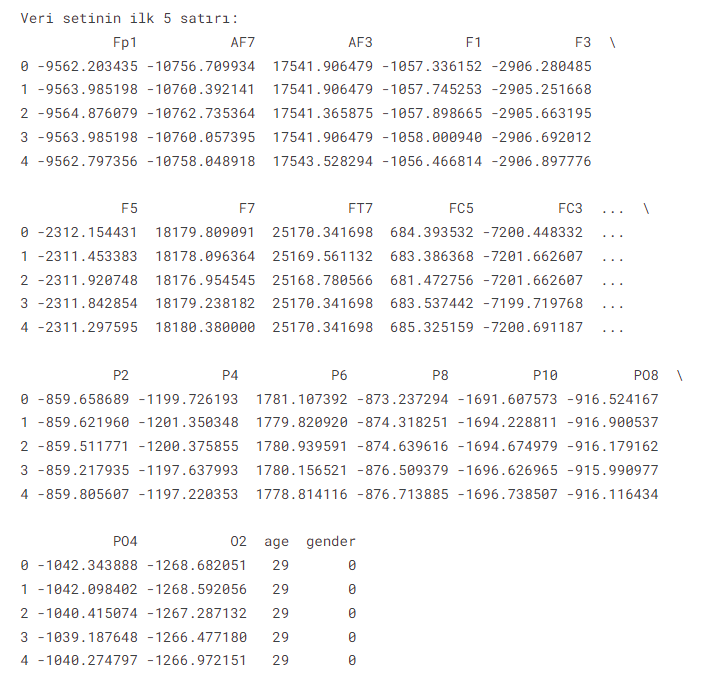 Veri setinin ilk 5 satırı:
Fp1 AF7 AF3 F1 F3 \
0 -9562.203435 -10756.709934 17541.906479 -1057.336152 -2906.280485
1 -9563.985198 -10760.392141 17541.906479 -1057.745253 -2905.251668
2 -9564.876079 -10762.735364 17541.365875 -1057.898665 -2905.663195
3 -9563.985198 -10760.057395 17541.906479 -1058.000940 -2906.692012
4 -9562.797356 -10758.048918 17543.528294 -1056.466814 -2906.897776
F5 F7 FT7 FC5 FC3 ... \
0 -2312.154431 18179.809091 25170.341698 684.393532 -7200.448332 ...
1 -2311.453383 18178.096364 25169.561132 683.386368 -7201.662607 ...
2 -2311.920748 18176.954545 25168.780566 681.472756 -7201.662607 ...
3 -2311.842854 18179.238182 25170.341698 683.537442 -7199.719768 ...
4 -2311.297595 18180.380000 25170.341698 685.325159 -7200.691187 ...
P2 P4 P6 P8 P10 PO8 \
0 -859.658689 -1199.726193 1781.107392 -873.237294 -1691.607573 -916.524167
1 -859.621960 -1201.350348 1779.820920 -874.318251 -1694.228811 -916.900537
2 -859.511771 -1200.375855 1780.939591 -874.639616 -1694.674979 -916.179162
3 -859.217935 -1197.637993 1780.156521 -876.509379 -1696.626965 -915.990977
4 -859.805607 -1197.220353 1778.814116 -876.713885 -1696.738507 -916.116434
PO4 O2 age gender
0 -1042.343888 -1268.682051 29 0
1 -1042.098402 -1268.592056 29 0
2 -1040.415074 -1267.287132 29 0
3 -1039.187648 -1266.477180 29 0
4 -1040.274797 -1266.972151 29 0